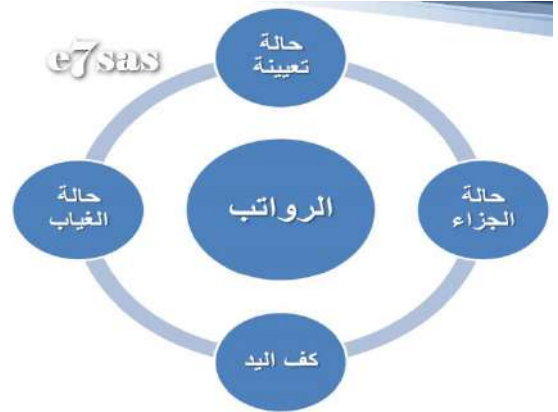 e7sas
حالة
تعيينة
حالة
الجزاء
الرواتب
حالة
الغياب
كف اليد